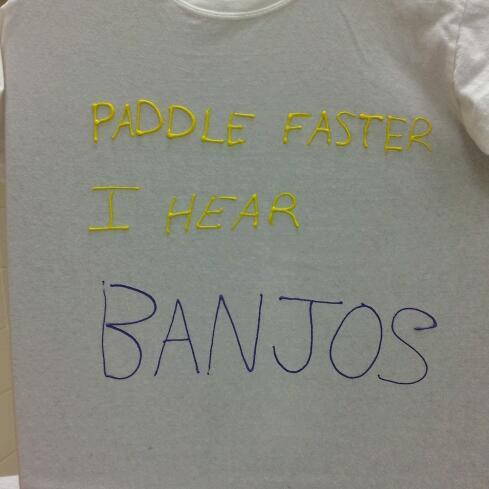 PADDLE FASTER
I HEAR
BANJOS